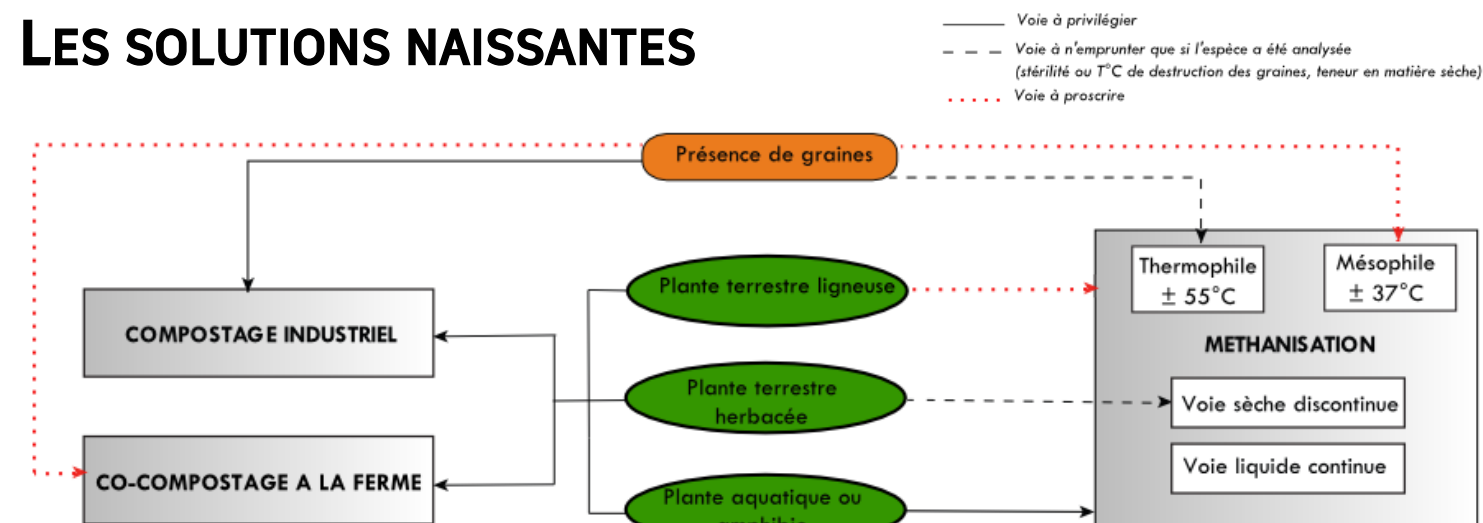 LES SOLUTIONS NAISSANTES
Voie à privilégier
Voie à n'emprunter que si l'espèce a été analysée
(stérilité ou T°C de destruction des graines, teneur en matière sèche)
Voie à proscrire
Présence de graines
Plante terrestre ligneuse
Thermophile
± 55°C
Mésophile
± 37°C
COMPOSTAGE INDUSTRIEL
METHANISATION
Plante terrestre
herbacée
Voie sèche discontinue
Voie liquide continue
CO-COMPOSTAGE A LA FERME
Plante aquatique ou